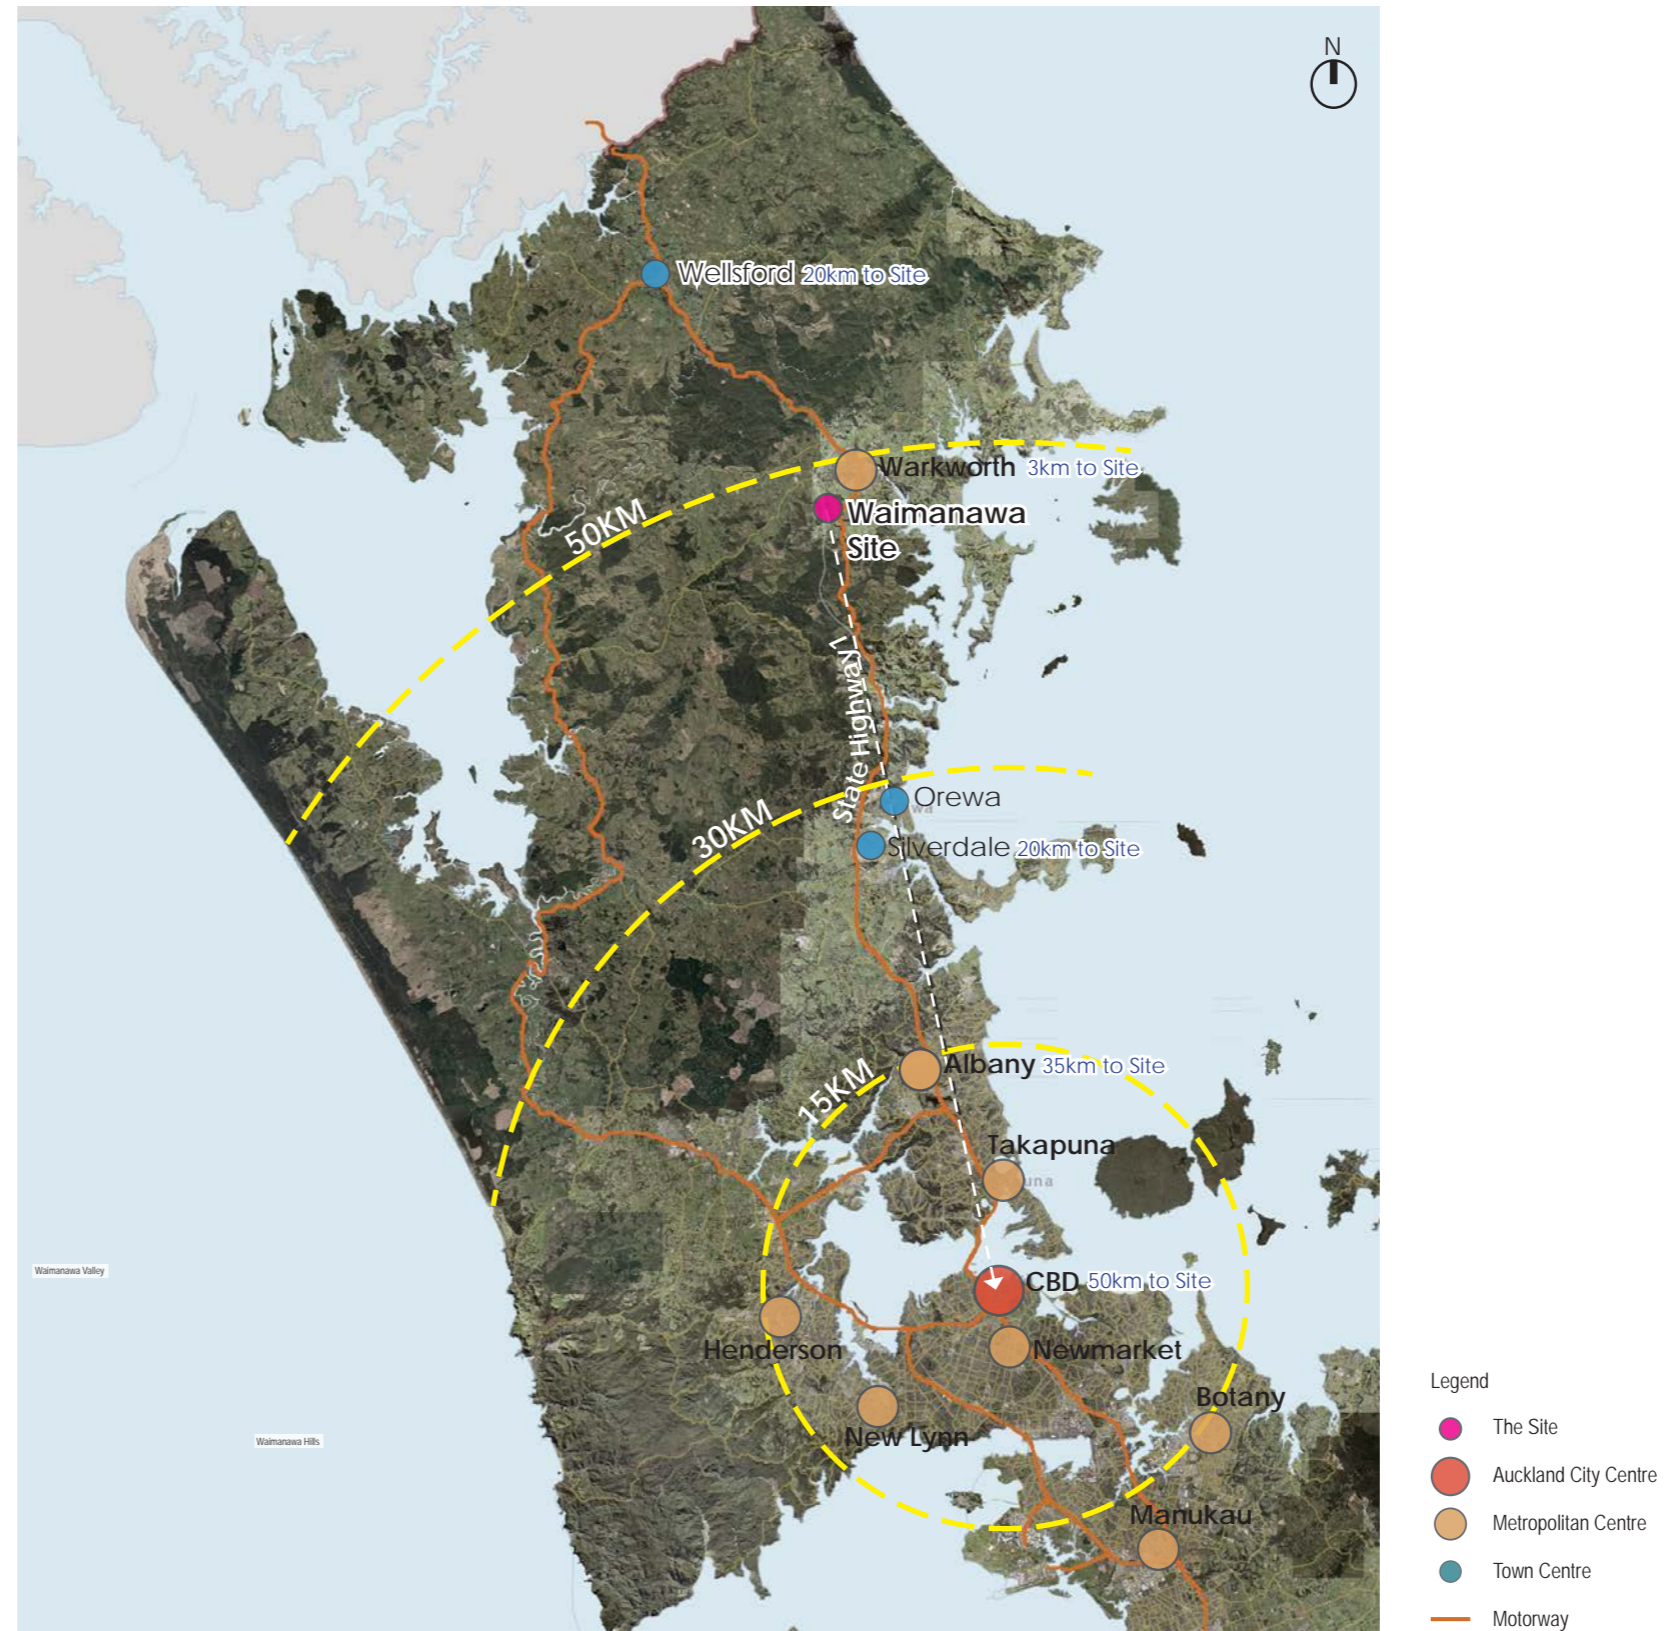 N
Wellsford 20km to Site
Warkworth 3km to Site
Waimanawa
Site
50KM
State Highway 1
Orewa
wa
30KM
Silverdale 20km to Site
Albany 35km to Site
15KM
Takapuna
una
Waimanawa Valley
CBD 50km to Site
Henderson
Newmarket
Botany
New Lynn
Waimanawa Hills
Manukau
Legend
The Site
Auckland City Centre
Metropolitan Centre
Town Centre
Motorway